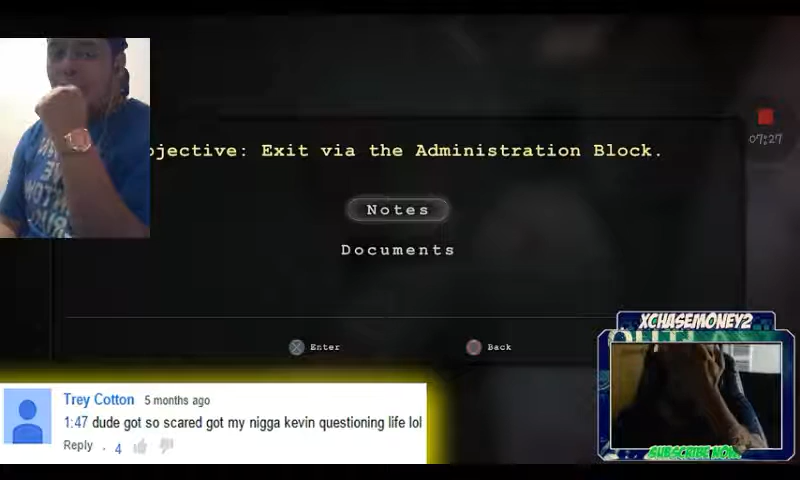 jective: Exit via the Administration Block.
07:27
Notes
Documents
Enter
Back
XCHASEMONEY2
SUBSCRIBE NOW
Trey Cotton 5 months ago
1:47 dude got so scared got my nigga kevin questioning life lol
Reply . 4